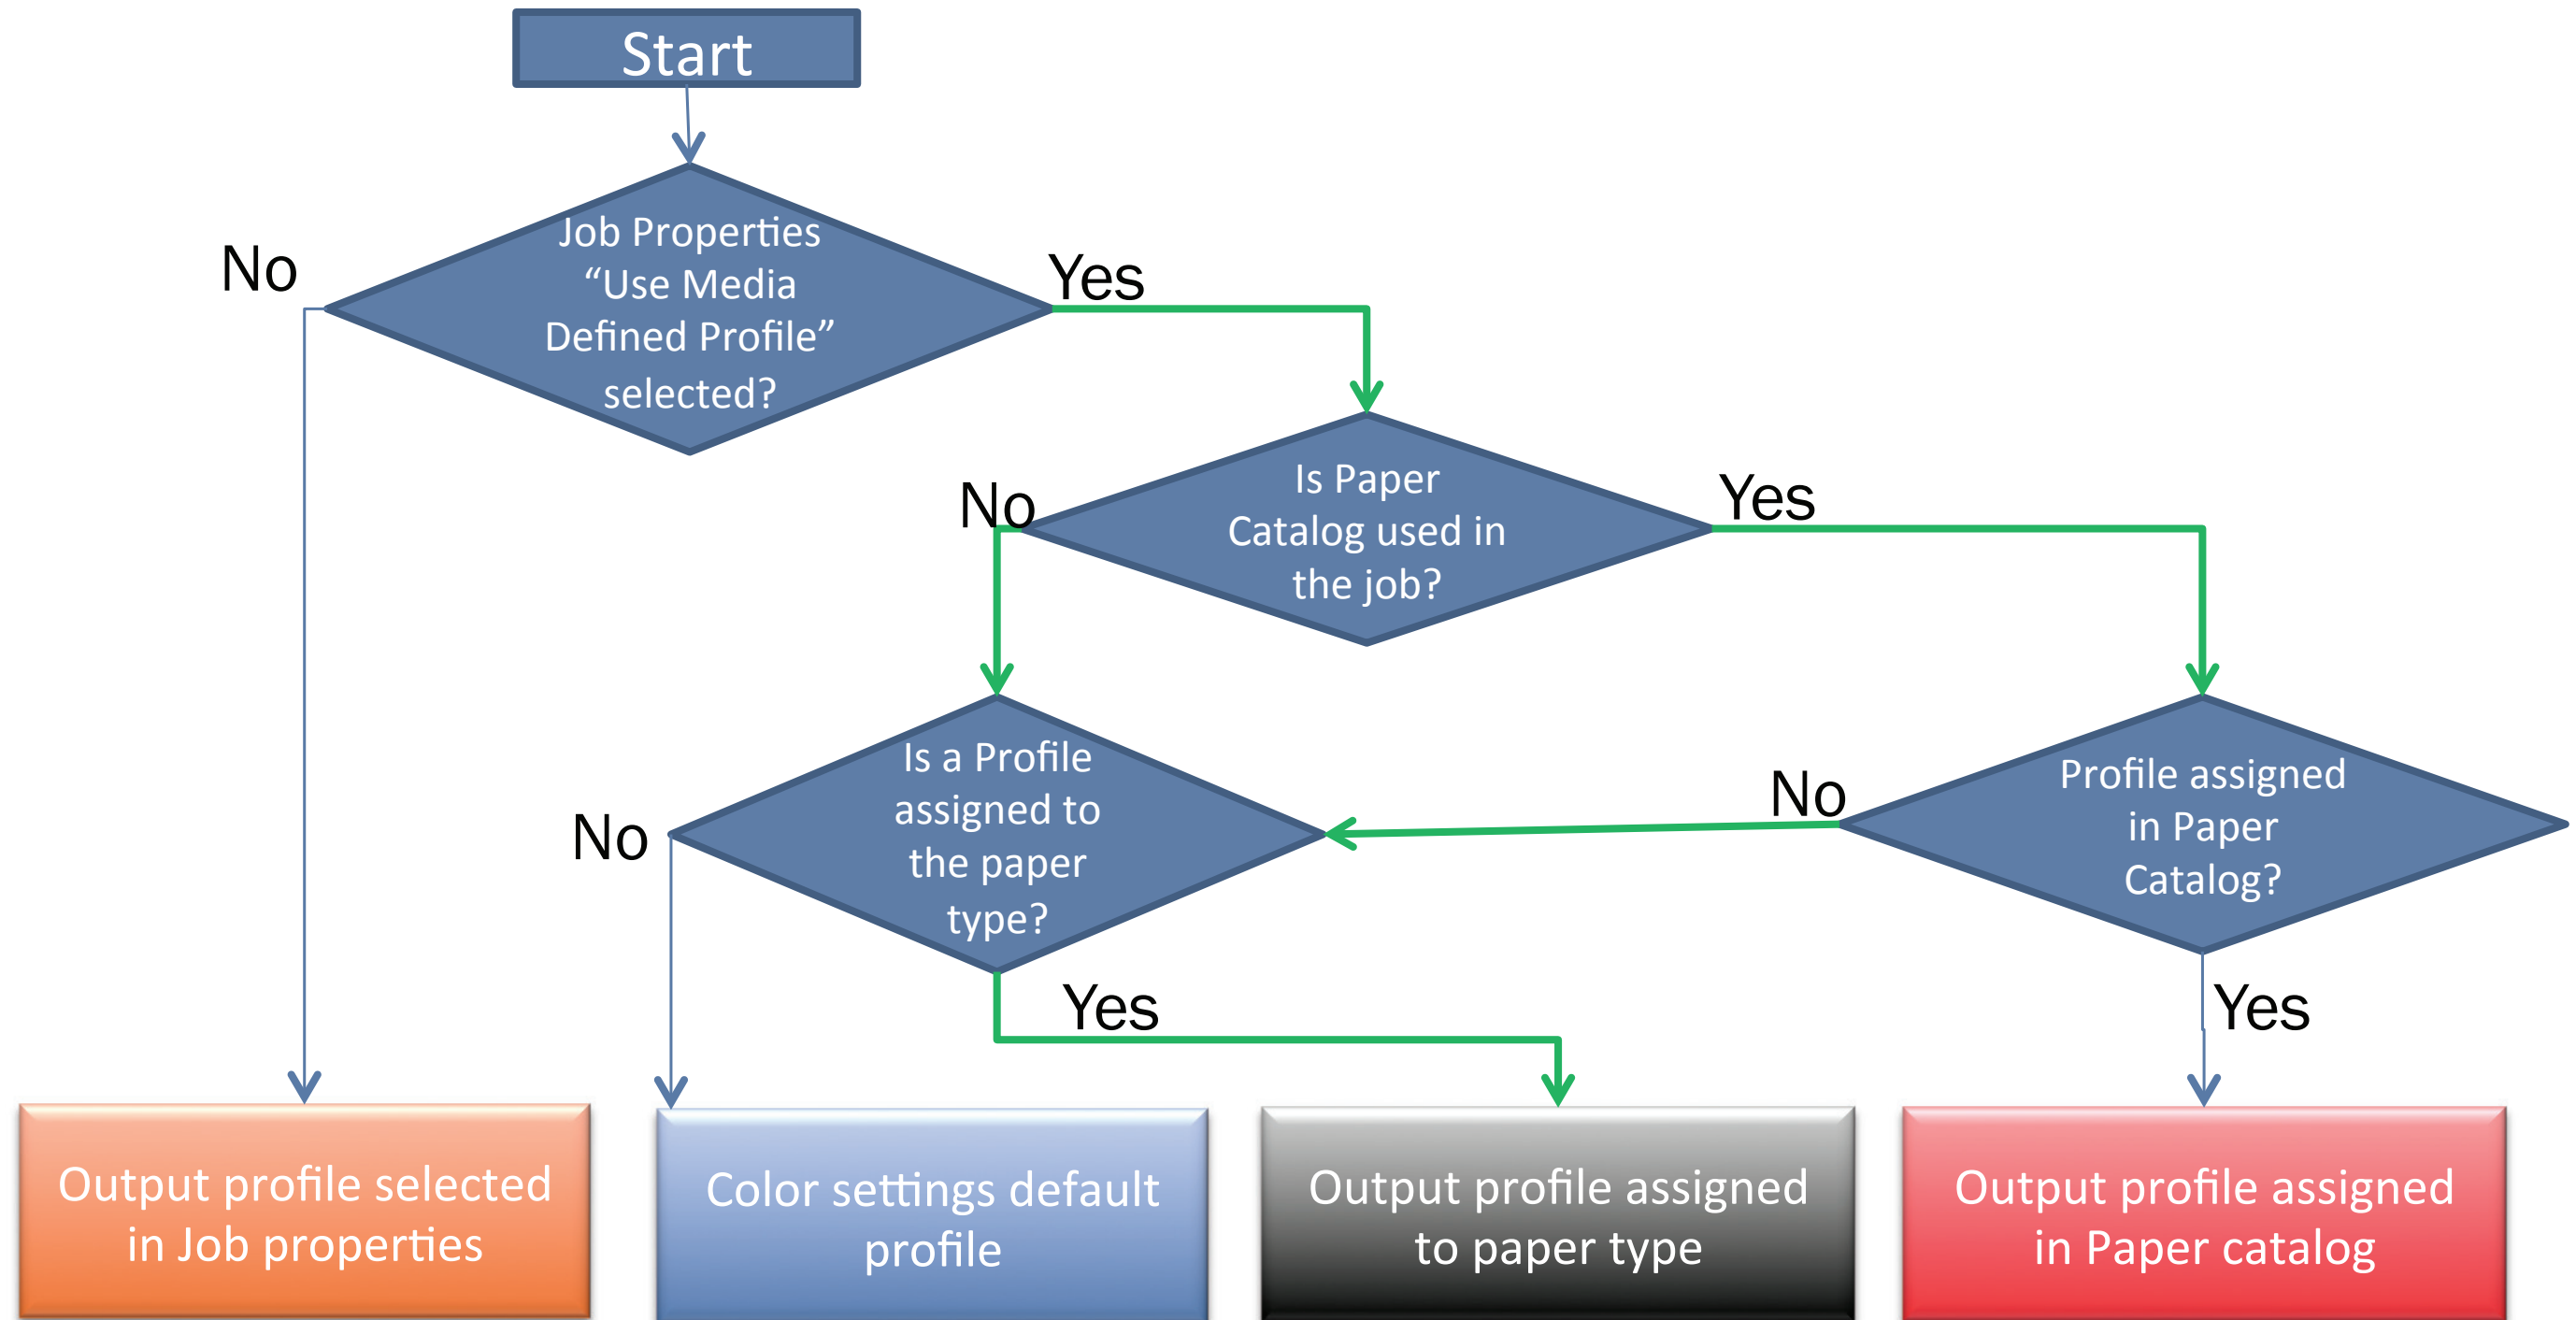 Start
Job Properties
“Use Media
Defined Profile”
selected?
No
Yes
Is Paper
Catalog used in
the job?
No
Yes
Is a Profile
assigned to
the paper
type?
No
Yes
Profile assigned
in Paper
Catalog?
No
Yes
Output profile selected
in Job properties
Color settings default
profile
Output profile assigned
to paper type
Output profile assigned
in Paper catalog